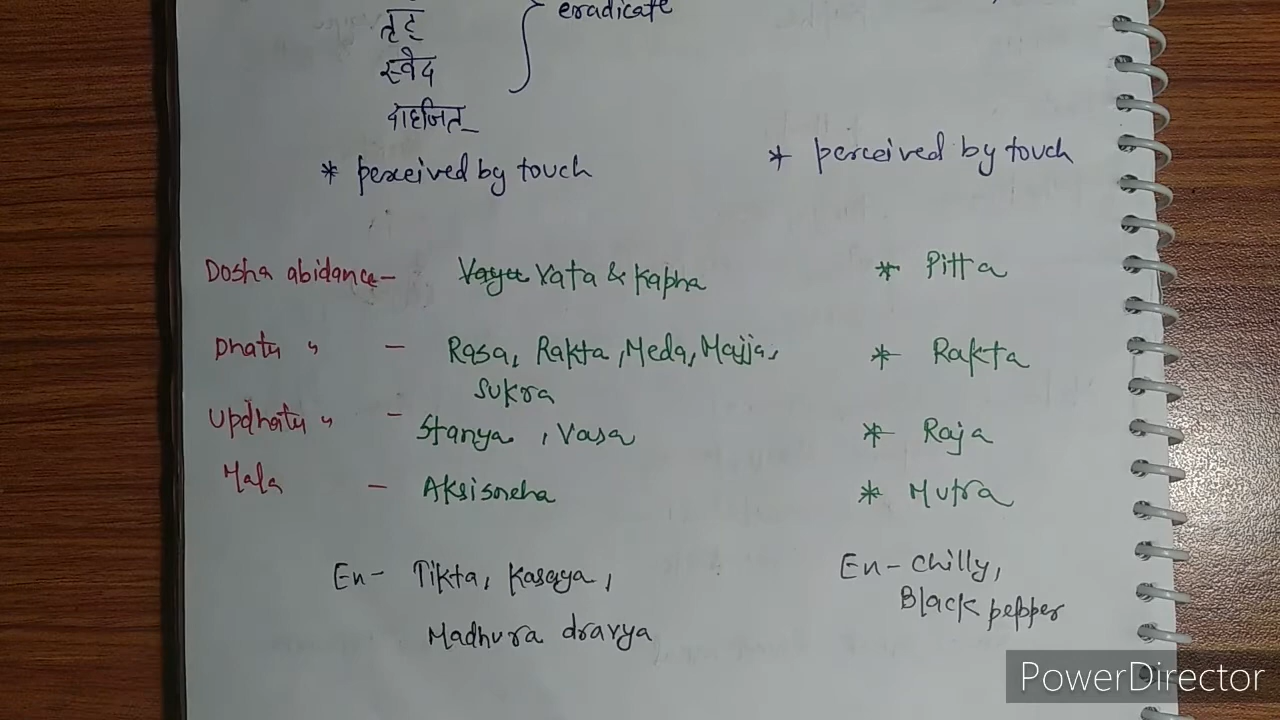 eradicate
तृट्
स्वेद
दाहजित्
* perceived by touch * perceived by touch
Dosha abidance - Vata & Kapha * Pitta
Dhatu " - Rasa, Rakta, Meda, Majja, * Rakta
Sukra
Updhatu " - Stanya, Vasa * Raja
Mala - Aksisneha * Mutra
En- Tikta, Kasaya, En- Chilly,
Madhura dravya Black pepper
PowerDirector